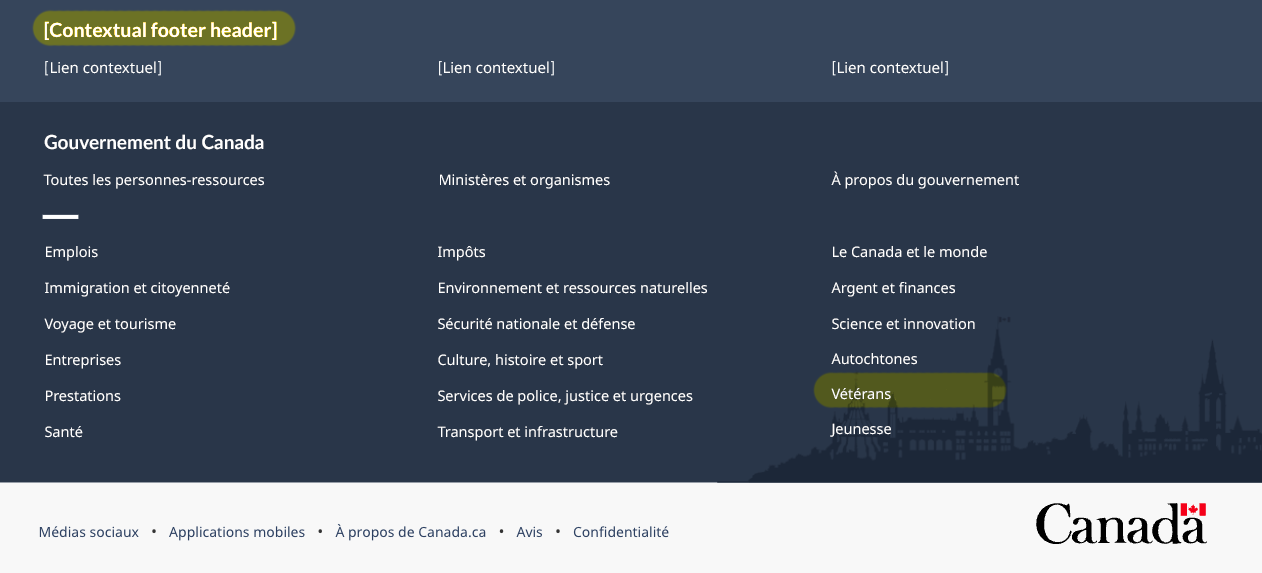 [Contextual footer header]
[Lien contextuel] [Lien contextuel] [Lien contextuel]
Gouvernement du Canada
Toutes les personnes-ressources Ministères et organismes À propos du gouvernement
Emplois Impôts Le Canada et le monde
Immigration et citoyenneté Environnement et ressources naturelles Argent et finances
Voyage et tourisme Sécurité nationale et défense Science et innovation
Entreprises Culture, histoire et sport Autochtones
Prestations Services de police, justice et urgences Vétérans
Santé Transport et infrastructure Jeunesse
Médias sociaux • Applications mobiles • À propos de Canada.ca • Avis • Confidentialité Canada